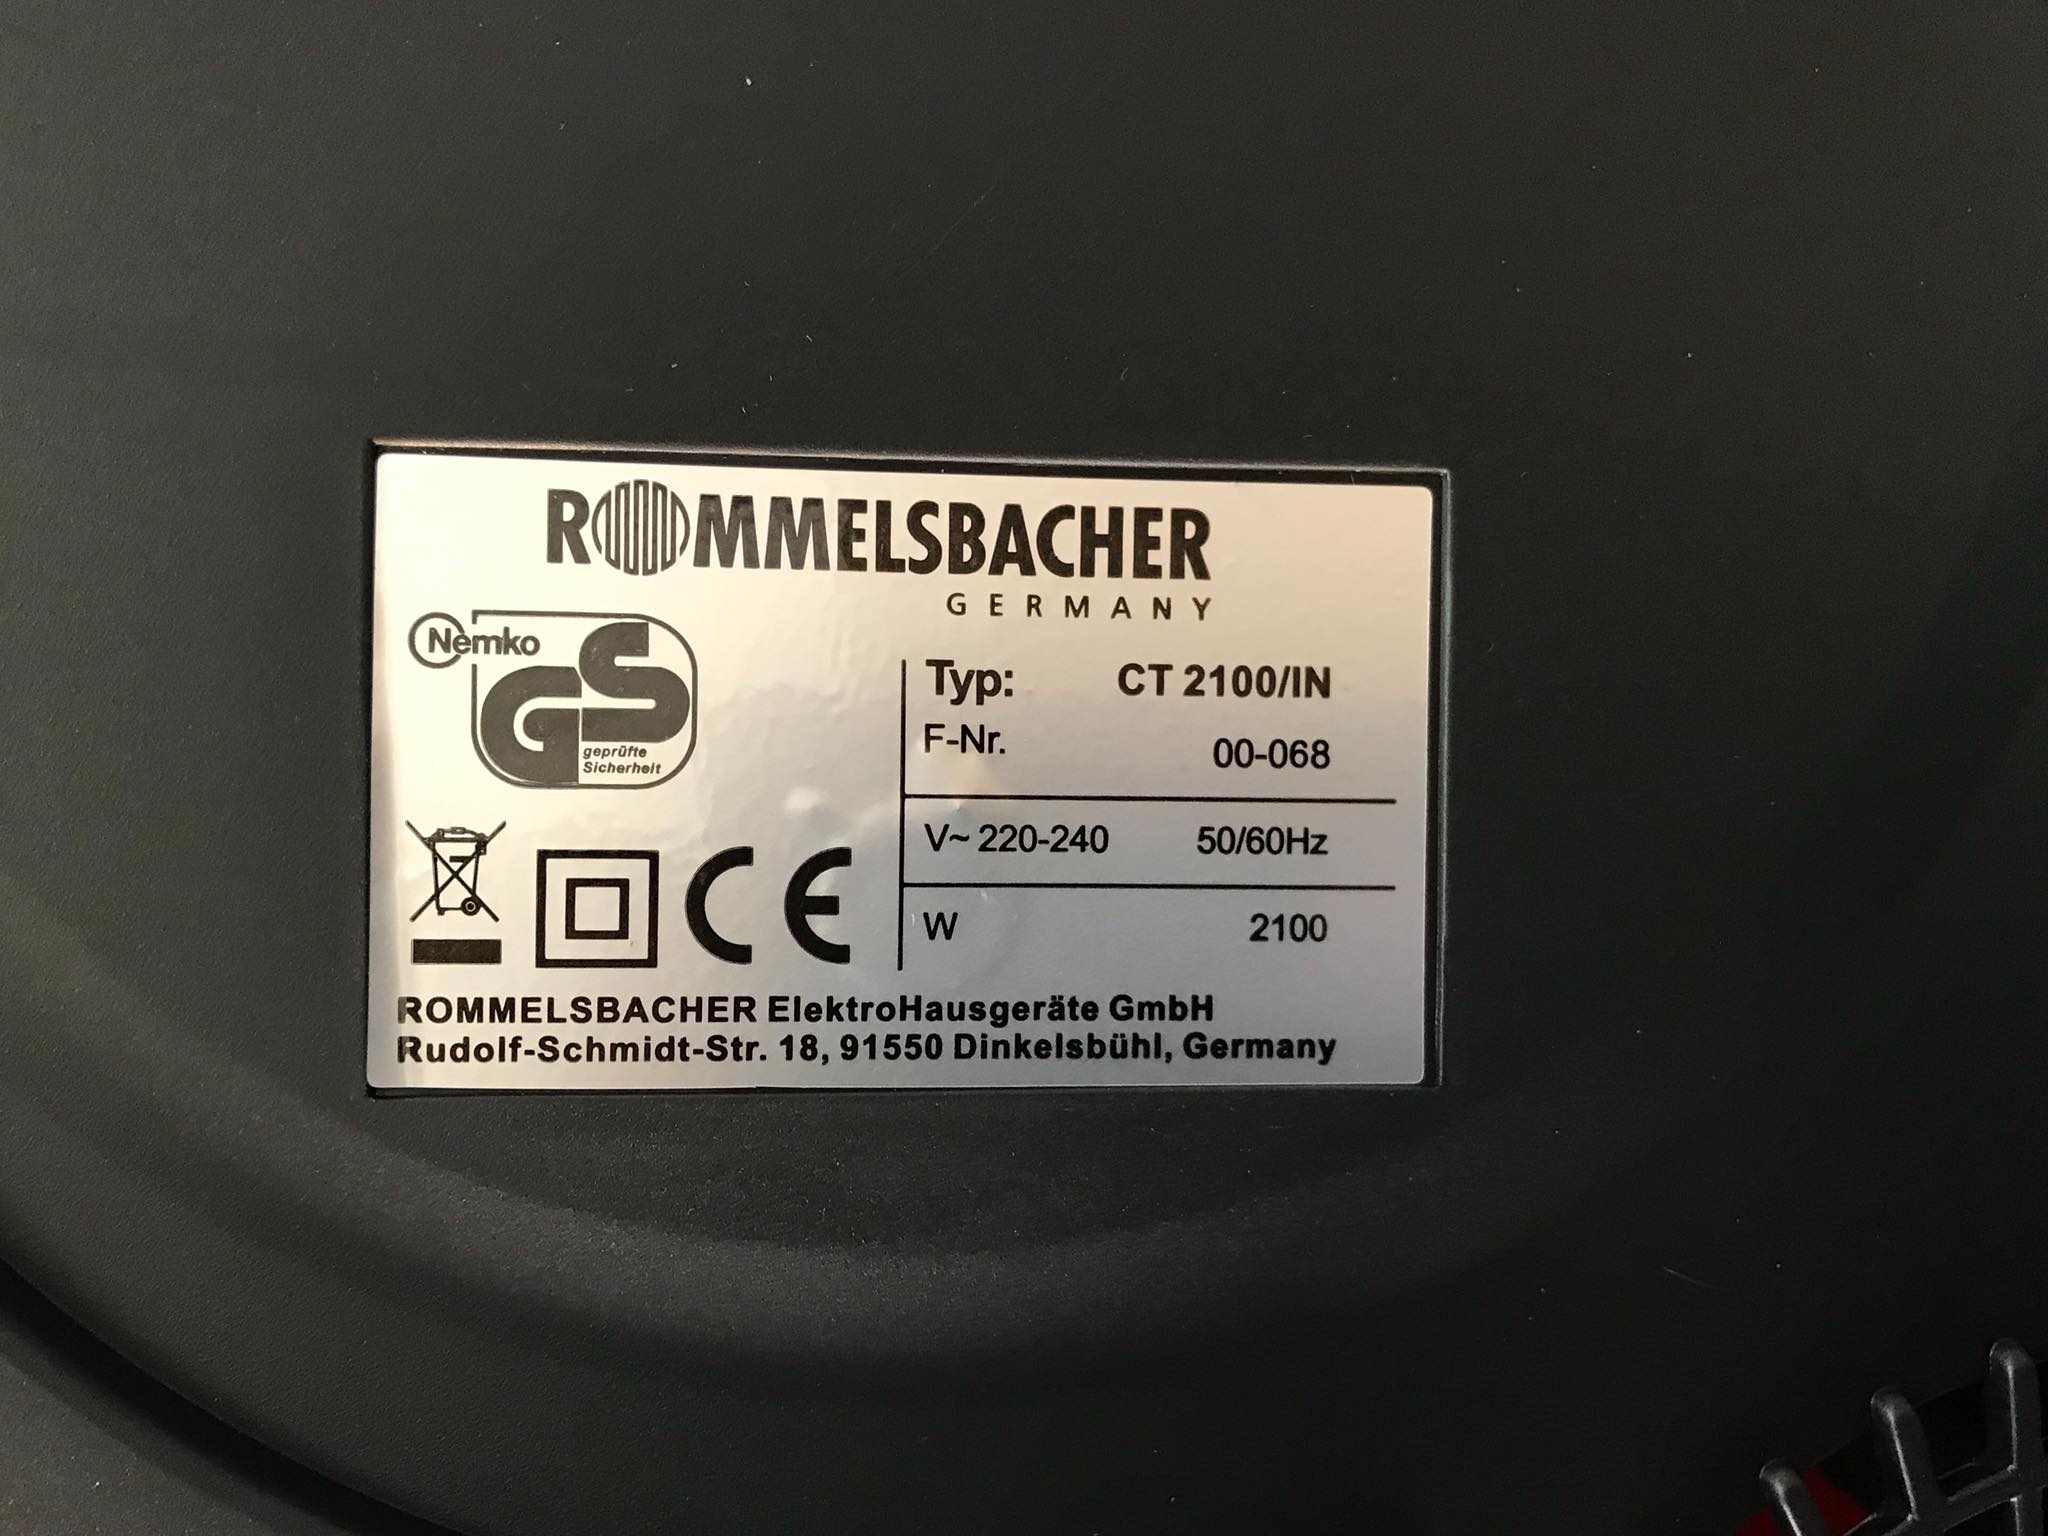 ROMMELSBACHER
GERMANY
Nemko
GS
geprüfte
Sicherheit
Typ: CT 2100/IN
F-Nr. 00-068
V~ 220-240 50/60Hz
W 2100
CE
ROMMELSBACHER ElektroHausgeräte GmbH
Rudolf-Schmidt-Str. 18, 91550 Dinkelsbühl, Germany